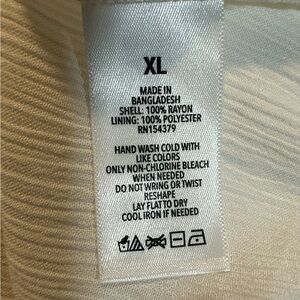 XL
MADE IN
BANGLADESH
SHELL: 100% RAYON
LINING: 100% POLYESTER
RN154379
HAND WASH COLD WITH
LIKE COLORS
ONLY NON-CHLORINE BLEACH
WHEN NEEDED
DO NOT WRING OR TWIST
RESHAPE
LAY FLAT TO DRY
COOL IRON IF NEEDED